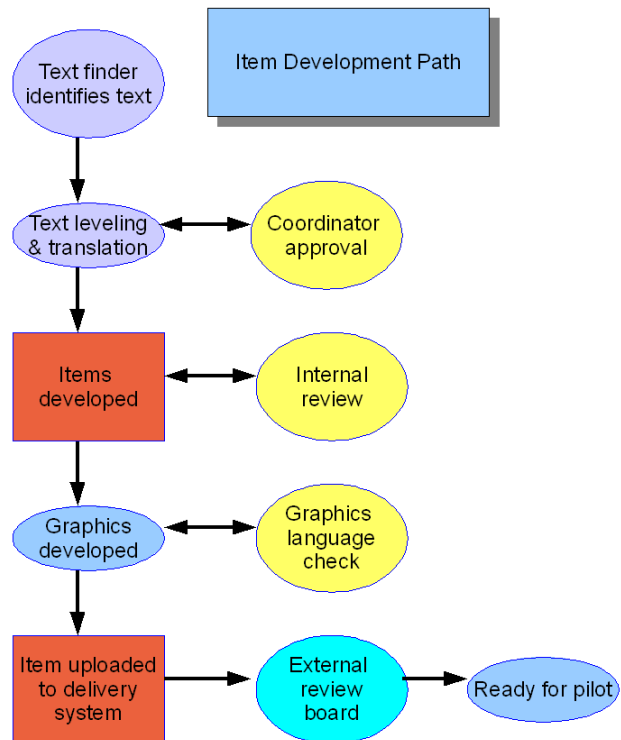 Item Development Path
Text finder
identifies text
Text leveling
& translation
Coordinator
approval
Items
developed
Internal
review
Graphics
developed
Graphics
language
check
Item uploaded
to delivery
system
External
review
board
Ready for pilot